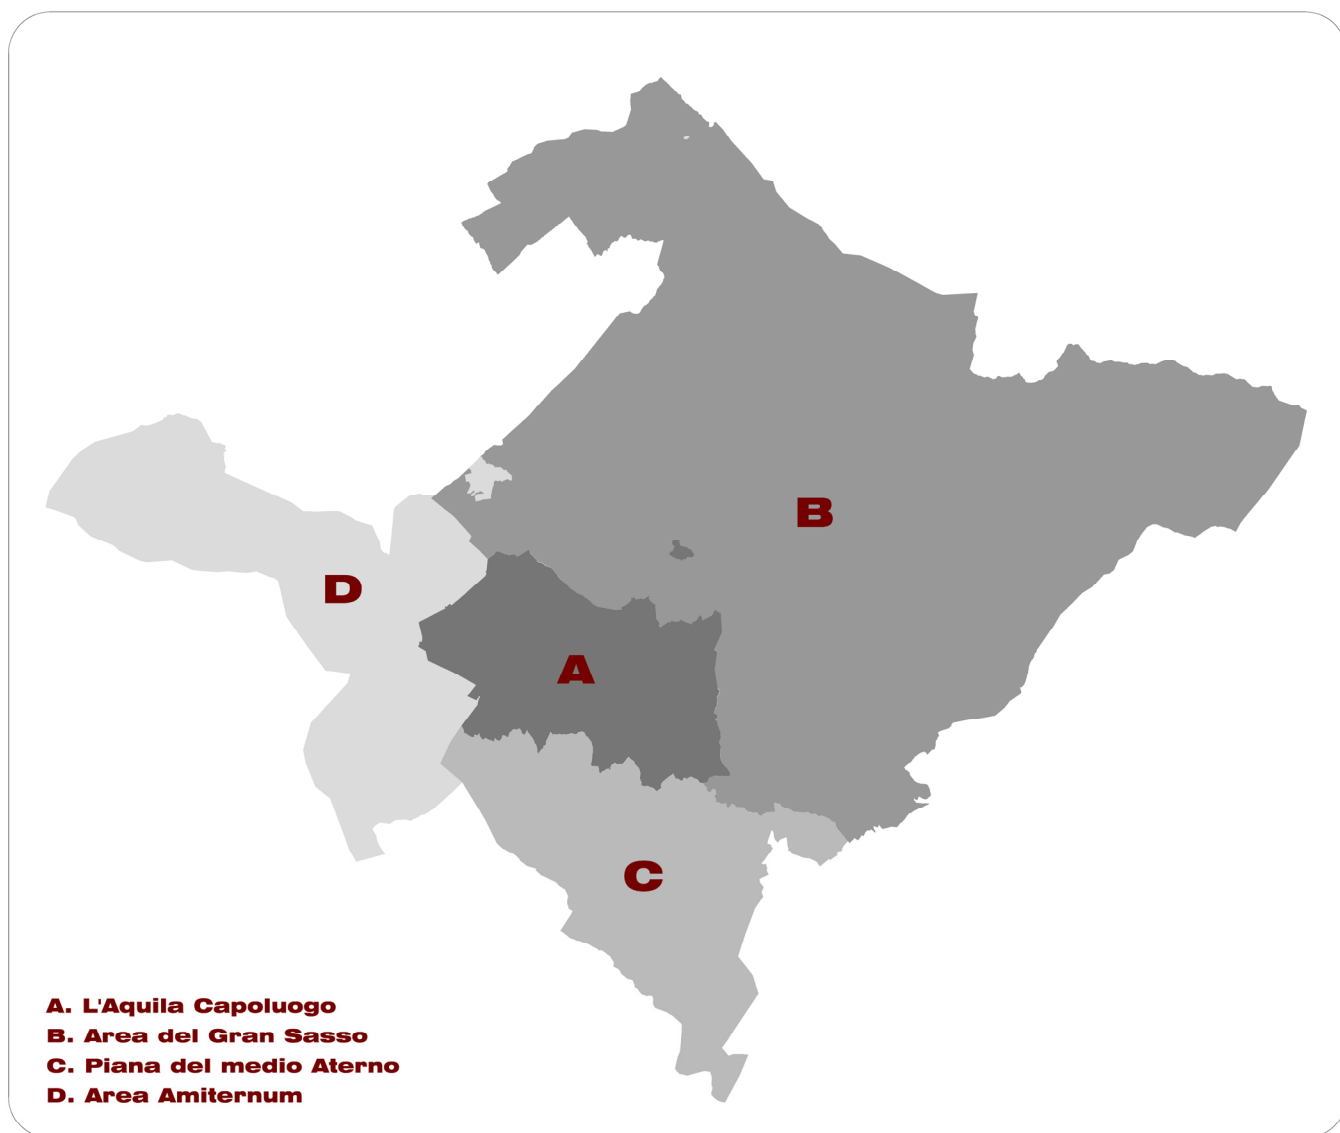 B
D
A
C
A. L'Aquila Capoluogo
B. Area del Gran Sasso
C. Piana del medio Aterno
D. Area Amiternum